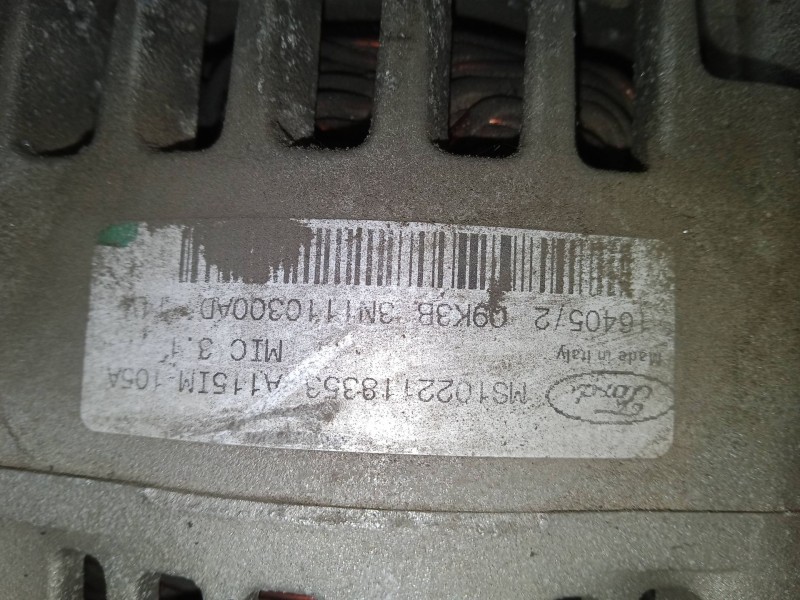 Ford MS1022118353 A115IM-105A
Made in Italy MIC 3.1
16405/2 09K3B 3N1110300AD